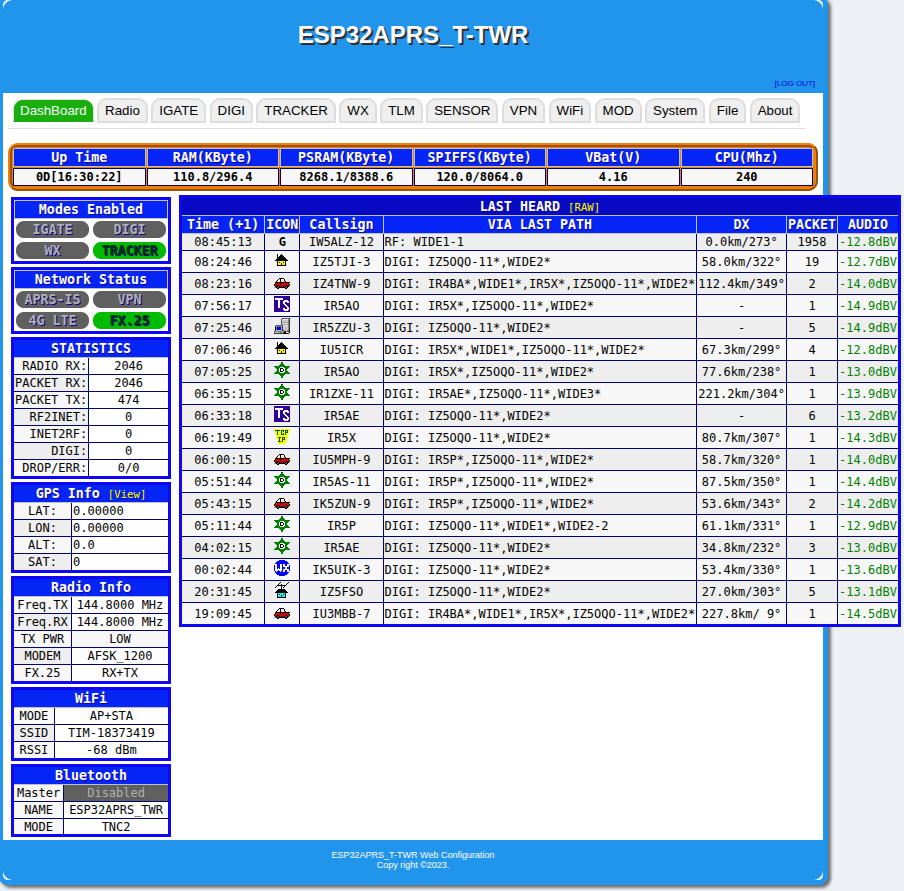 ESP32APRS_T-TWR
[LOG OUT]
DashBoard Radio IGATE DIGI TRACKER WX TLM SENSOR VPN WiFi MOD System File About
Up Time RAM(KByte) PSRAM(KByte) SPIFFS(KByte) VBat(V) CPU(Mhz)
0D[16:30:22] 110.8/296.4 8268.1/8388.6 120.0/8064.0 4.16 240
Modes Enabled
IGATE DIGI
WX TRACKER
Network Status
APRS-IS VPN
4G LTE FX.25
STATISTICS
RADIO RX: 2046
PACKET RX: 2046
PACKET TX: 474
RF2INET: 0
INET2RF: 0
DIGI: 0
DROP/ERR: 0/0
GPS Info [View]
LAT: 0.00000
LON: 0.00000
ALT: 0.0
SAT: 0
Radio Info
Freq.TX 144.8000 MHz
Freq.RX 144.8000 MHz
TX PWR LOW
MODEM AFSK_1200
FX.25 RX+TX
WiFi
MODE AP+STA
SSID TIM-18373419
RSSI -68 dBm
Bluetooth
Master Disabled
NAME ESP32APRS_TWR
MODE TNC2
LAST HEARD [RAW]
Time (+1) ICON Callsign VIA LAST PATH DX PACKET AUDIO
08:45:13 G IW5ALZ-12 RF: WIDE1-1 0.0km/273° 1958 -12.8dBV
08:24:46 IZ5TJI-3 DIGI: IZ5OQO-11*,WIDE2* 58.0km/322° 19 -12.7dBV
08:23:16 IZ4TNW-9 DIGI: IR4BA*,WIDE1*,IR5X*,IZ5OQO-11*,WIDE2* 112.4km/349° 2 -14.0dBV
07:56:17 TS IR5AO DIGI: IR5X*,IZ5OQO-11*,WIDE2* - 1 -14.9dBV
07:25:46 IR5ZZU-3 DIGI: IZ5OQO-11*,WIDE2* - 5 -14.9dBV
07:06:46 IU5ICR DIGI: IR5X*,WIDE1*,IZ5OQO-11*,WIDE2* 67.3km/299° 4 -12.8dBV
07:05:25 IR5AO DIGI: IR5X*,IZ5OQO-11*,WIDE2* 77.6km/238° 1 -13.0dBV
06:35:15 IR1ZXE-11 DIGI: IR5AE*,IZ5OQO-11*,WIDE3* 221.2km/304° 1 -13.9dBV
06:33:18 TS IR5AE DIGI: IZ5OQO-11*,WIDE2* - 6 -13.2dBV
06:19:49 TCP IP IR5X DIGI: IZ5OQO-11*,WIDE2* 80.7km/307° 1 -14.3dBV
06:00:15 IU5MPH-9 DIGI: IR5P*,IZ5OQO-11*,WIDE2* 58.7km/320° 1 -14.0dBV
05:51:44 IR5AS-11 DIGI: IR5P*,IZ5OQO-11*,WIDE2* 87.5km/350° 1 -14.4dBV
05:43:15 IK5ZUN-9 DIGI: IR5P*,IZ5OQO-11*,WIDE2* 53.6km/343° 2 -14.2dBV
05:11:44 IR5P DIGI: IZ5OQO-11*,WIDE1*,WIDE2-2 61.1km/331° 1 -12.9dBV
04:02:15 IR5AE DIGI: IZ5OQO-11*,WIDE2* 34.8km/232° 3 -13.0dBV
00:02:44 WX IK5UIK-3 DIGI: IZ5OQO-11*,WIDE2* 53.4km/330° 1 -13.6dBV
20:31:45 IZ5FSO DIGI: IZ5OQO-11*,WIDE2* 27.0km/303° 5 -13.1dBV
19:09:45 IU3MBB-7 DIGI: IR4BA*,WIDE1*,IR5X*,IZ5OQO-11*,WIDE2* 227.8km/ 9° 1 -14.5dBV
ESP32APRS_T-TWR Web Configuration
Copy right ©2023.